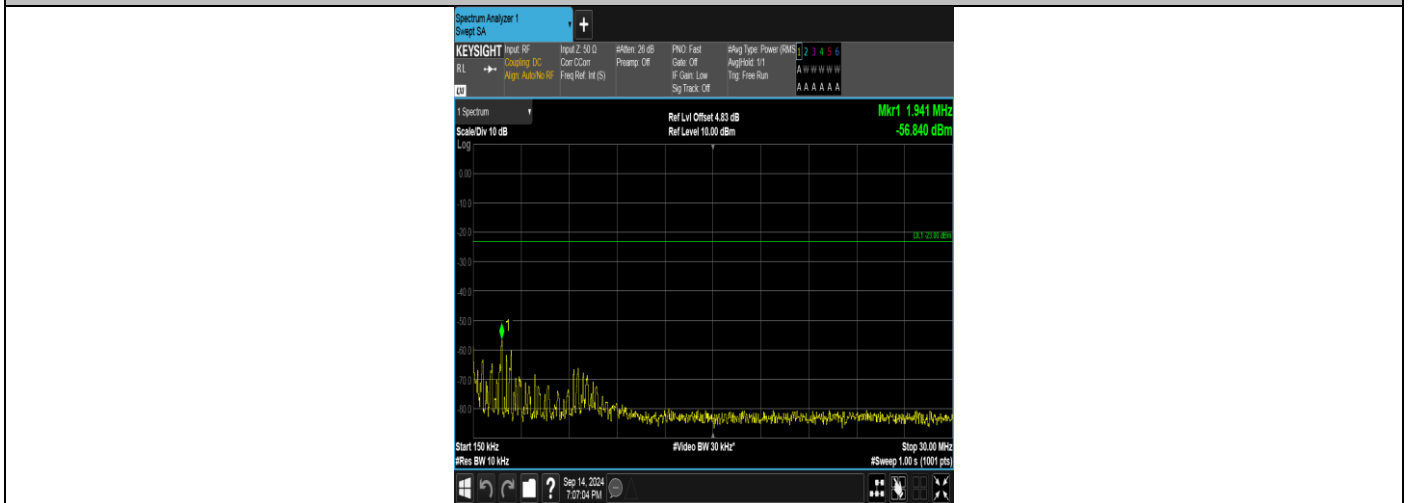 Spectrum Analyzer 1
Swept SA
+
KEYSIGHT Input: RF Input Z: 50 Ω #Atten: 26 dB PNO: Fast #Avg Type: Power (RMS 1 2 3 4 5 6
RL Coupling: DC Corr CCorr Preamp: Off Gate: Off Avg|Hold: 1/1 A W W W W W
Align: Auto/No RF Freq Ref: Int (S) IF Gain: Low Trig: Free Run
Sig Track: Off A A A A A A
1 Spectrum Ref Lvl Offset 4.83 dB Mkr1 1.941 MHz
Scale/Div 10 dB Ref Level 10.00 dBm -56.840 dBm
Log
0.00
-10.0
-20.0
DL1 -23.00 dBm
-30.0
-40.0
-50.0
1
-60.0
-70.0
-80.0
Start 150 kHz #Video BW 30 kHz* Stop 30.00 MHz
#Res BW 10 kHz #Sweep 1.00 s (1001 pts)
? Sep 14, 2024
7:07:04 PM